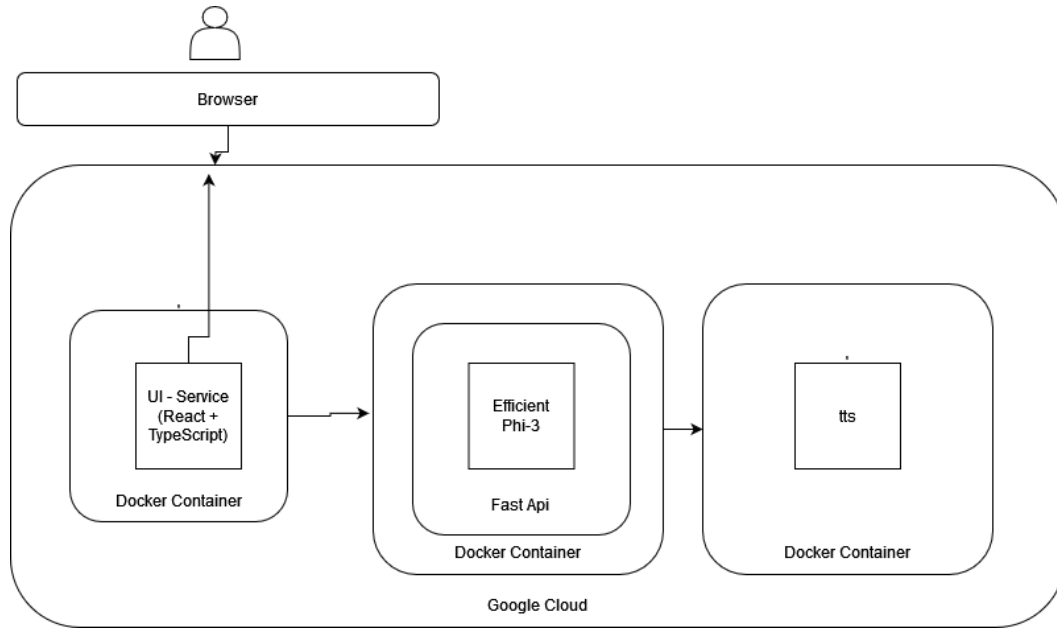 Browser
UI - Service
(React +
TypeScript)
Docker Container
Efficient
Phi-3
Fast Api
Docker Container
tts
Docker Container
Google Cloud